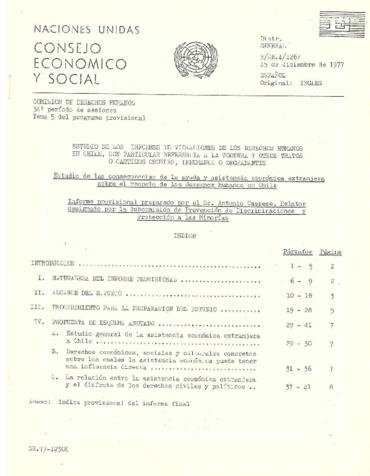 NACIONES UNIDAS
CONSEJO
ECONOMICO
Y SOCIAL
Distr.
GENERAL
E/CN.4/1267
15 de diciembre de 1977
ESPAÑOL
Original: INGLES
COMISION DE DERECHOS HUMANOS
34º período de sesiones
Tema 5 del programa provisional
ESTUDIO DE LOS INFORMES DE VIOLACIONES DE LOS DERECHOS HUMANOS
EN CHILE, CON PARTICULAR REFERENCIA A LA TORTURA Y OTROS TRATOS
O CASTIGOS CRUELES, INHUMANOS O DEGRADANTES
Estudio de las consecuencias de la ayuda y asistencia económica extranjera
sobre el respeto de los derechos humanos en Chile
Informe provisional preparado por el Sr. Antonio Cassese, Relator
designado por la Subcomisión de Prevención de Discriminaciones y
Protección a las Minorías
INDICE
Párrafos Página
INTRODUCCION ........................................ 1 - 5 2
I. NATURALEZA DEL INFORME PROVISIONAL ................ 6 - 9 2
II. ALCANCE DEL ESTUDIO ............................... 10 - 18 3
III. PROCEDIMIENTO PARA LA PREPARACION DEL ESTUDIO ..... 19 - 28 5
IV. PROPUESTA DE ESQUEMA ANOTADO ...................... 29 - 41 7
A. Estudio general de la asistencia económica extranjera
a Chile ........................................ 29 - 30 7
B. Derechos económicos, sociales y culturales concretos
sobre los cuales la asistencia económica puede tener
una influencia directa ......................... 31 - 36 7
C. La relación entre la asistencia económica extranjera
y el disfrute de los derechos civiles y políticos .. 37 - 41 8
Anexo: Indice provisional del informe final
GE.77-12304